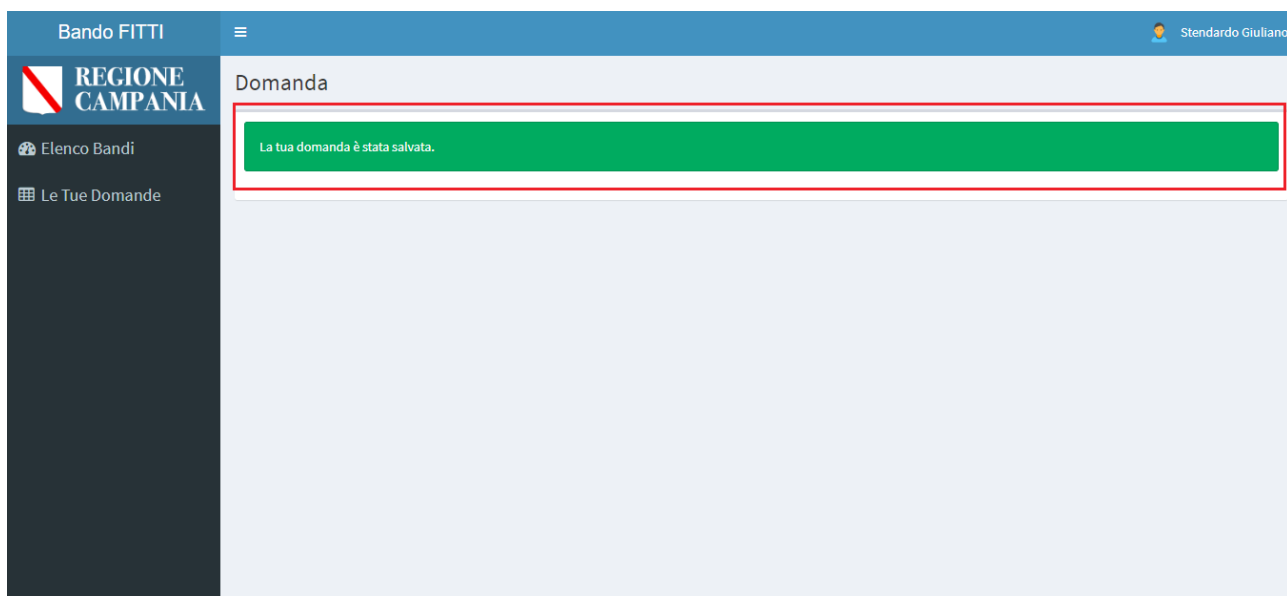 Bando FITTI
Stendardo Giuliano
REGIONE
CAMPANIA
Domanda
La tua domanda è stata salvata.
Elenco Bandi
Le Tue Domande